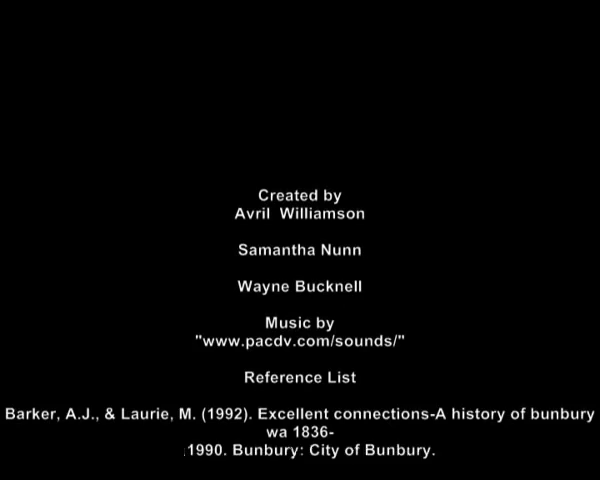 Created by
Avril Williamson
Samantha Nunn
Wayne Bucknell
Music by
"www.pacdv.com/sounds/"
Reference List
Barker, A.J., & Laurie, M. (1992). Excellent connections-A history of bunbury
wa 1836-
1990. Bunbury: City of Bunbury.